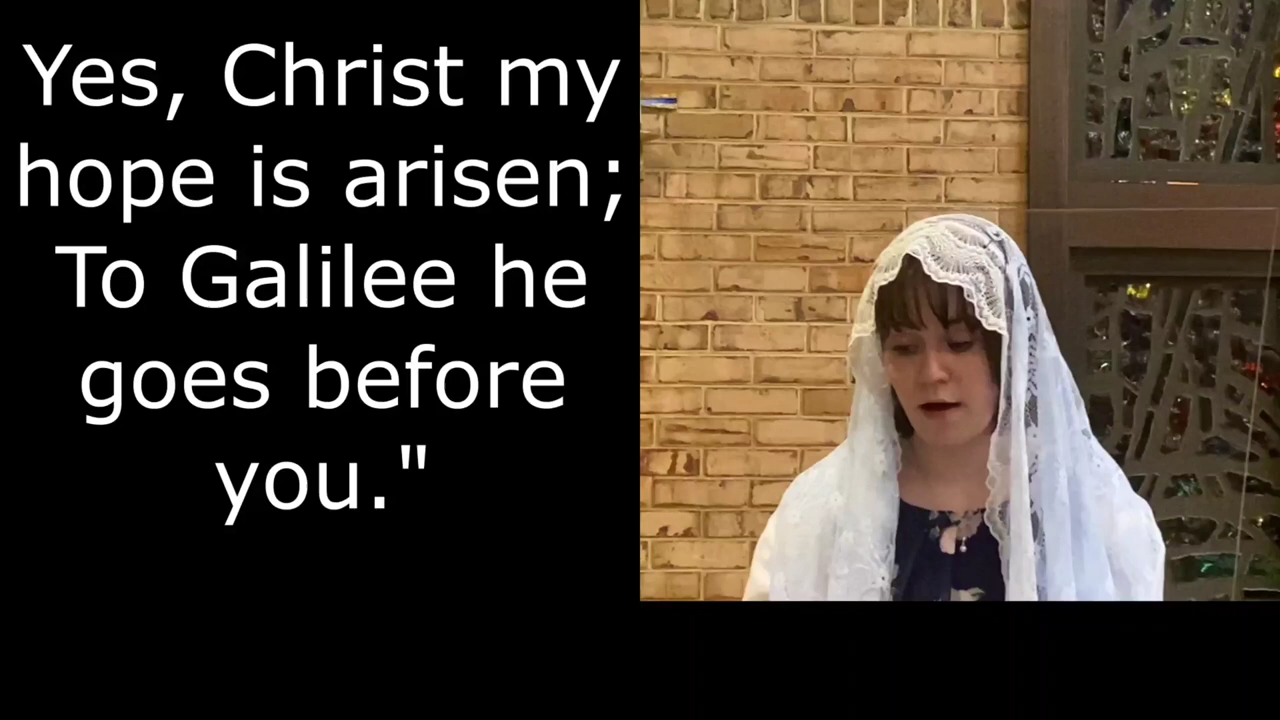 Yes, Christ my
hope is arisen;
To Galilee he
goes before
you."